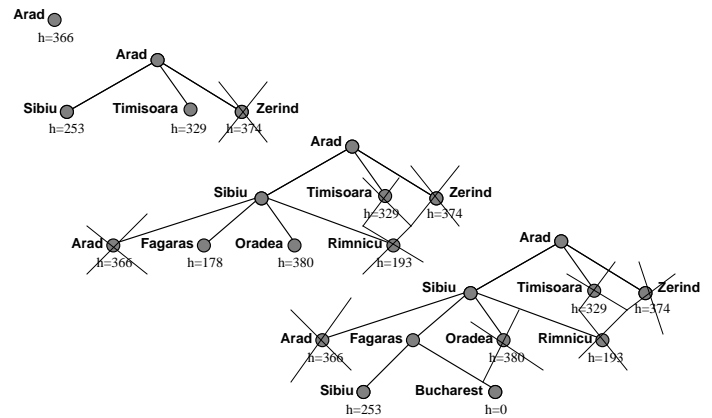 Arad
h=366
Arad
Sibiu Timisoara Zerind
h=253 h=329 h=374
Arad
Sibiu Timisoara Zerind
h=329 h=374
Arad Fagaras Oradea Rimnicu
h=366 h=178 h=380 h=193
Arad
Sibiu Timisoara Zerind
h=329 h=374
Arad Fagaras Oradea Rimnicu
h=366 h=380 h=193
Sibiu Bucharest
h=253 h=0